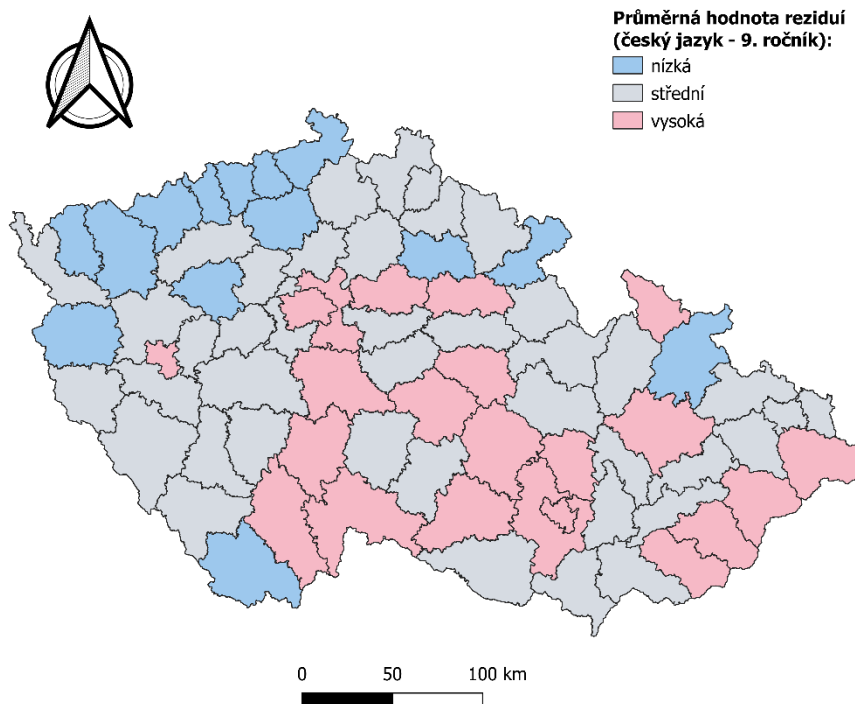 Průměrná hodnota reziduí
(český jazyk - 9. ročník):
nízká
střední
vysoká
0 50 100 km